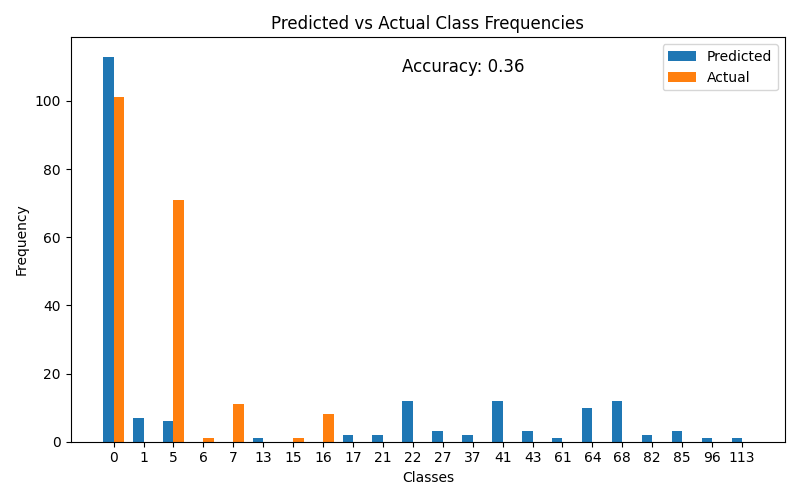 Predicted vs Actual Class Frequencies
Accuracy: 0.36
Predicted
Actual
Frequency
100
80
60
40
20
0
0 1 5 6 7 13 15 16 17 21 22 27 37 41 43 61 64 68 82 85 96 113
Classes